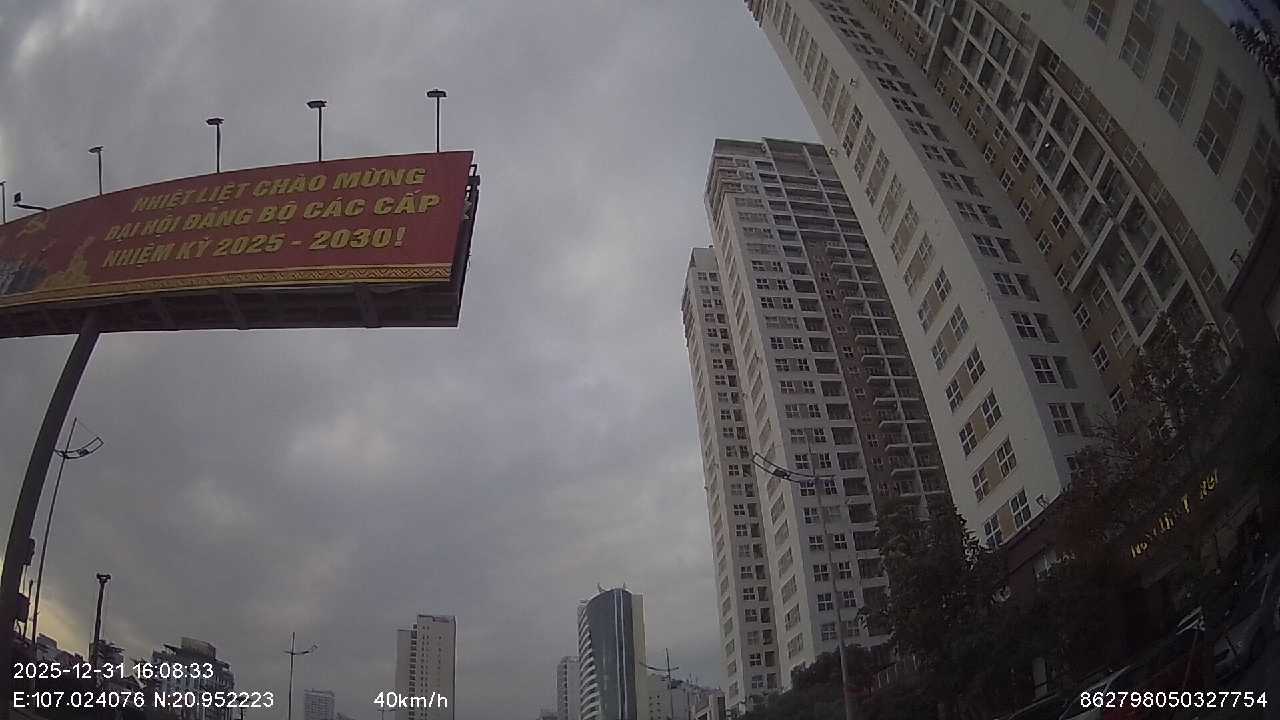 NHIỆT LIỆT CHÀO MỪNG
ĐẠI HỘI ĐẢNG BỘ CÁC CẤP
NHIỆM KỲ 2025 - 2030!
2025-12-31 16:08:33
E:107.024076 N:20.952223
40km/h
862798050327754